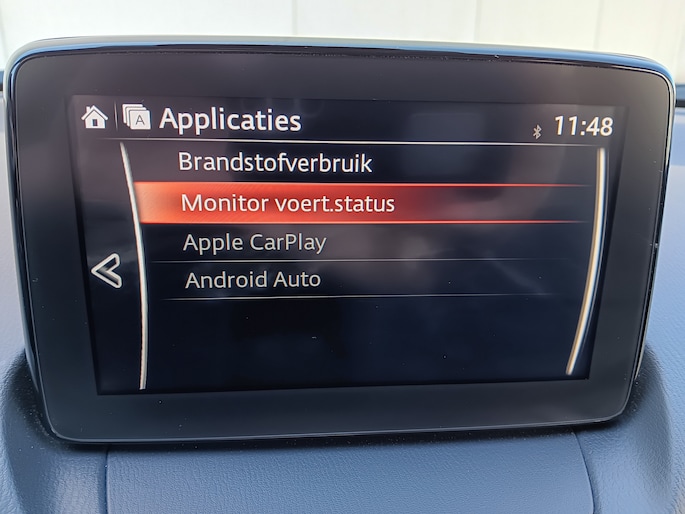 A Applicaties 11:48
Brandstofverbruik
Monitor voert.status
Apple CarPlay
Android Auto